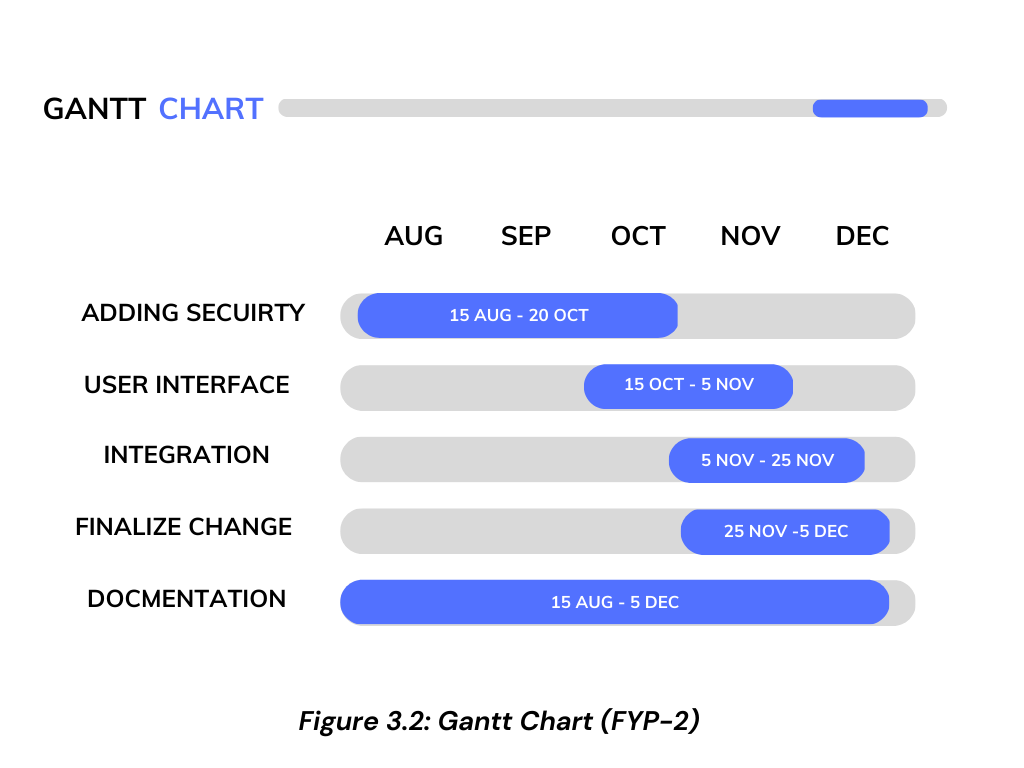 GANTT CHART
AUG SEP OCT NOV DEC
ADDING SECUIRTY 15 AUG - 20 OCT
USER INTERFACE 15 OCT - 5 NOV
INTEGRATION 5 NOV - 25 NOV
FINALIZE CHANGE 25 NOV -5 DEC
DOCMENTATION 15 AUG - 5 DEC
Figure 3.2: Gantt Chart (FYP-2)